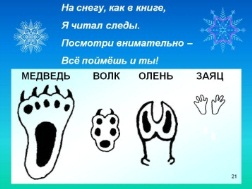 На снегу, как в книге,
Я читал следы.
Посмотри внимательно –
Всё поймёшь и ты!
МЕДВЕДЬ ВОЛК ОЛЕНЬ ЗАЯЦ
21